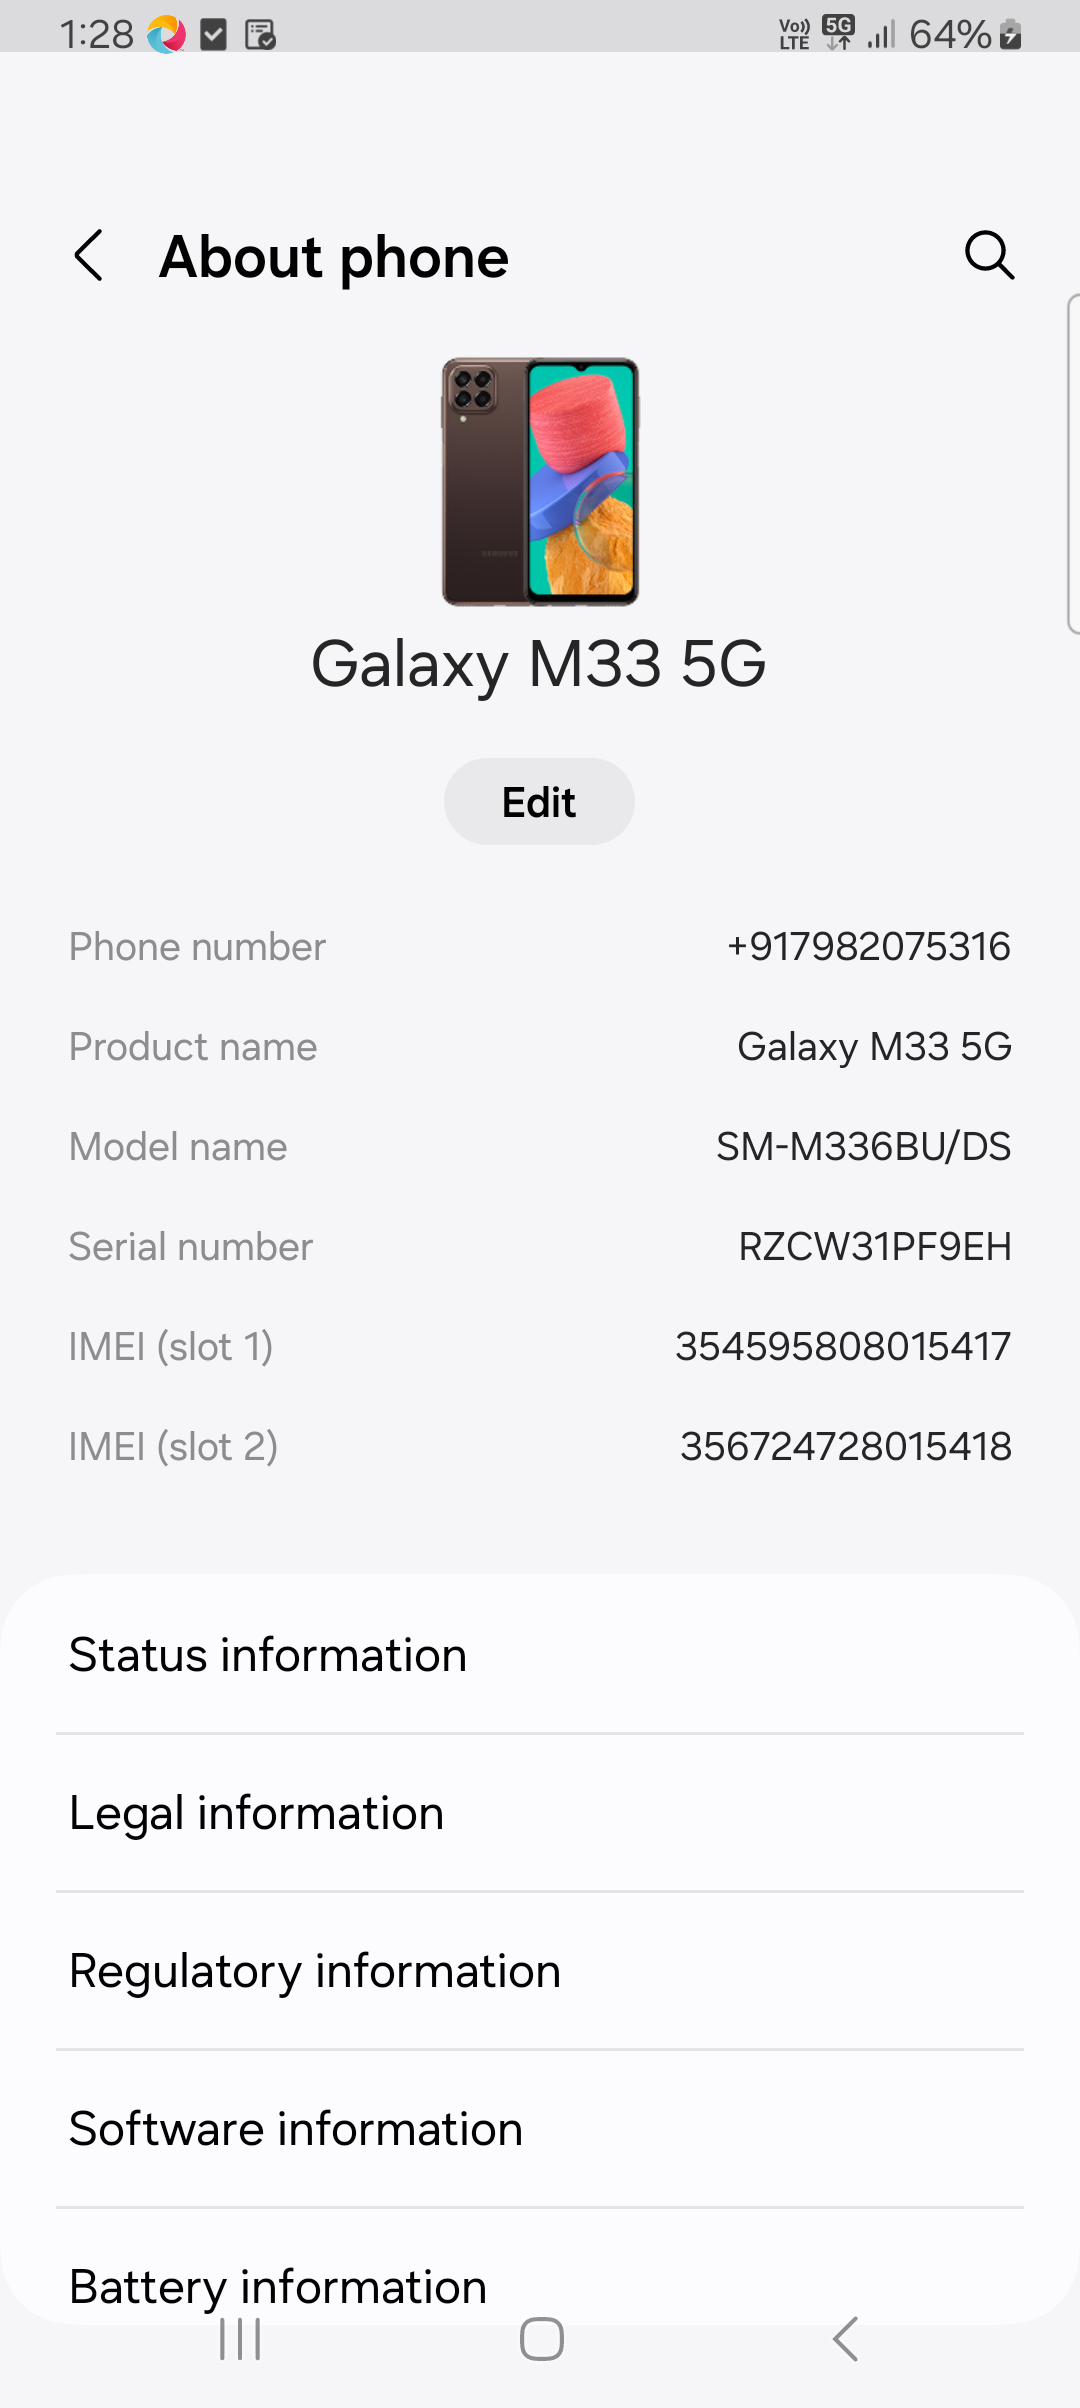 1:28 Vo)) LTE 5G 64%
About phone
SAMSUNG
Galaxy M33 5G
Edit
Phone number +917982075316
Product name Galaxy M33 5G
Model name SM-M336BU/DS
Serial number RZCW31PF9EH
IMEI (slot 1) 354595808015417
IMEI (slot 2) 356724728015418
Status information
Legal information
Regulatory information
Software information
Battery information